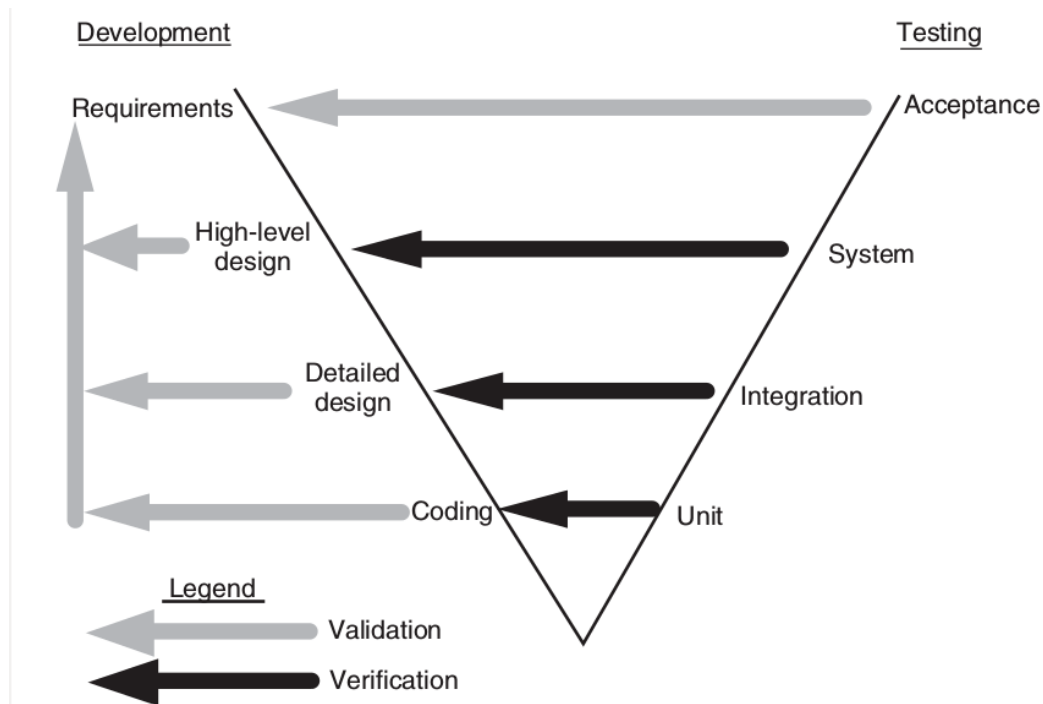 Development
Testing
Requirements
Acceptance
High-level
design
System
Detailed
design
Integration
Coding
Unit
Legend
Validation
Verification